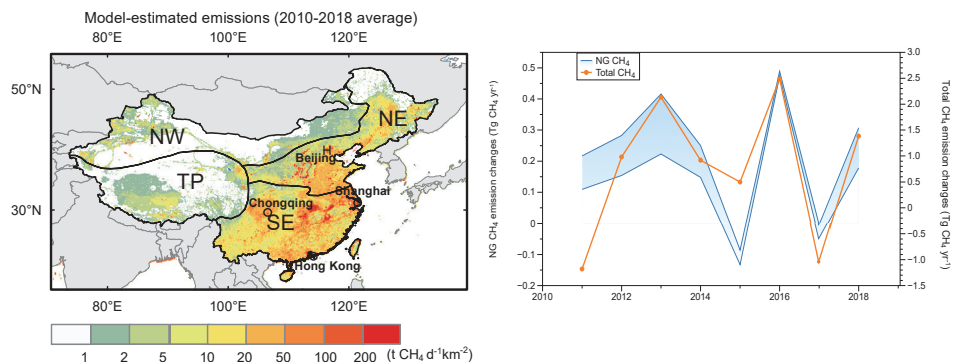 Model-estimated emissions (2010-2018 average)
80°E 100°E 120°E
50°N
30°N
NW
NE
TP
SE
H
Beijing
Shanghai
Chongqing
Hong Kong
80°E 100°E 120°E
1 2 5 10 20 50 100 200 (t CH₄ d⁻¹km⁻²)
NG CH₄
Total CH₄
NG CH₄ emission changes (Tg CH₄ yr⁻¹)
0.5
0.4
0.3
0.2
0.1
0
−0.1
−0.2
2010 2012 2014 2016 2018
3.0
2.5
2.0
1.5
1.0
0.5
0
−0.5
−1.0
−1.5
Total CH₄ emission changes (Tg CH₄ yr⁻¹)